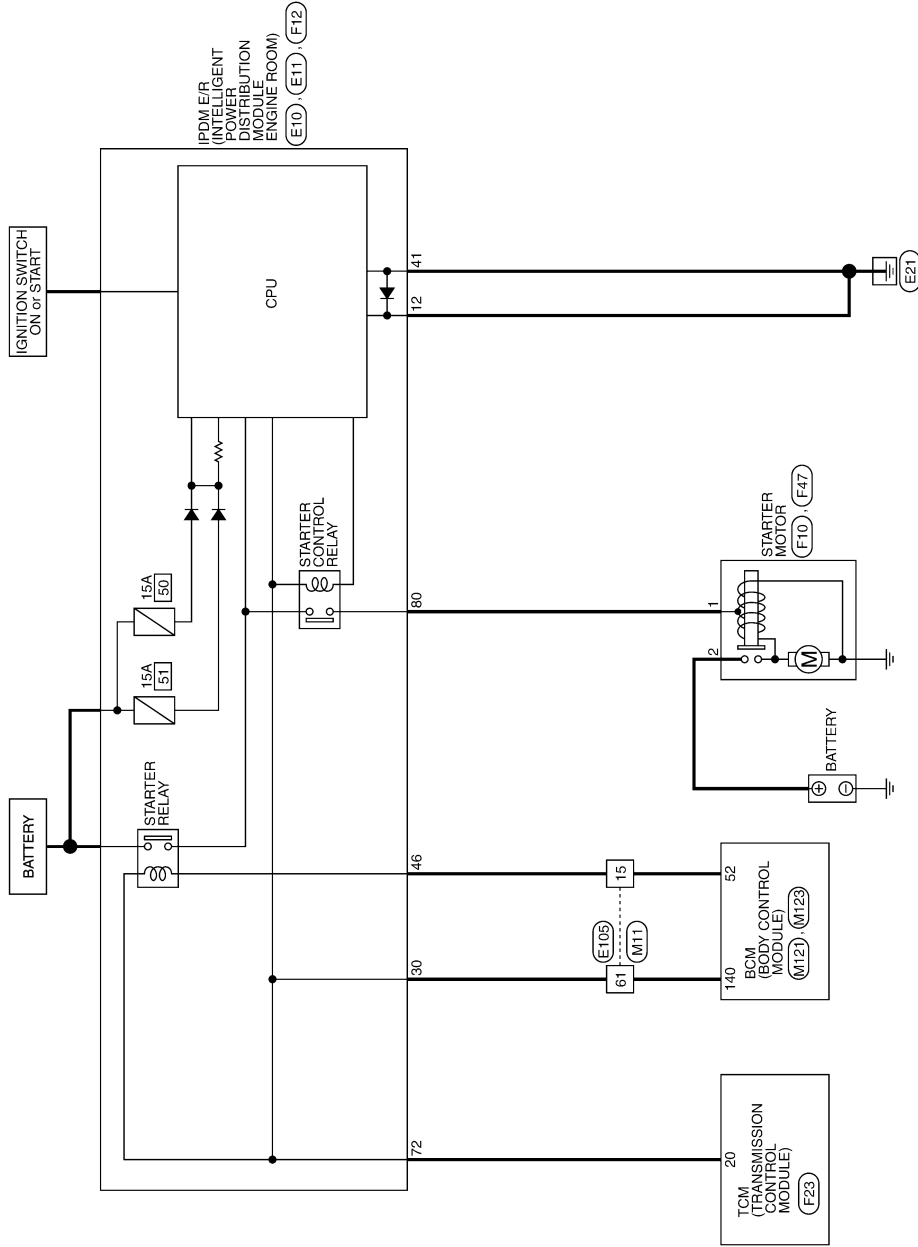 BATTERY
IGNITION SWITCH
ON or START
IPDM E/R
(INTELLIGENT
POWER
DISTRIBUTION
MODULE
ENGINE ROOM)
E10 , E11 , F12
STARTER
RELAY
15A
51
15A
50
STARTER
CONTROL
RELAY
CPU
72
30
46
80
12
41
E105
M11
61
15
20
TCM
(TRANSMISSION
CONTROL
MODULE)
F23
140
52
BCM
(BODY CONTROL
MODULE)
M121 , M123
BATTERY
+
−
2
1
M
STARTER
MOTOR
F10 , F47
E21